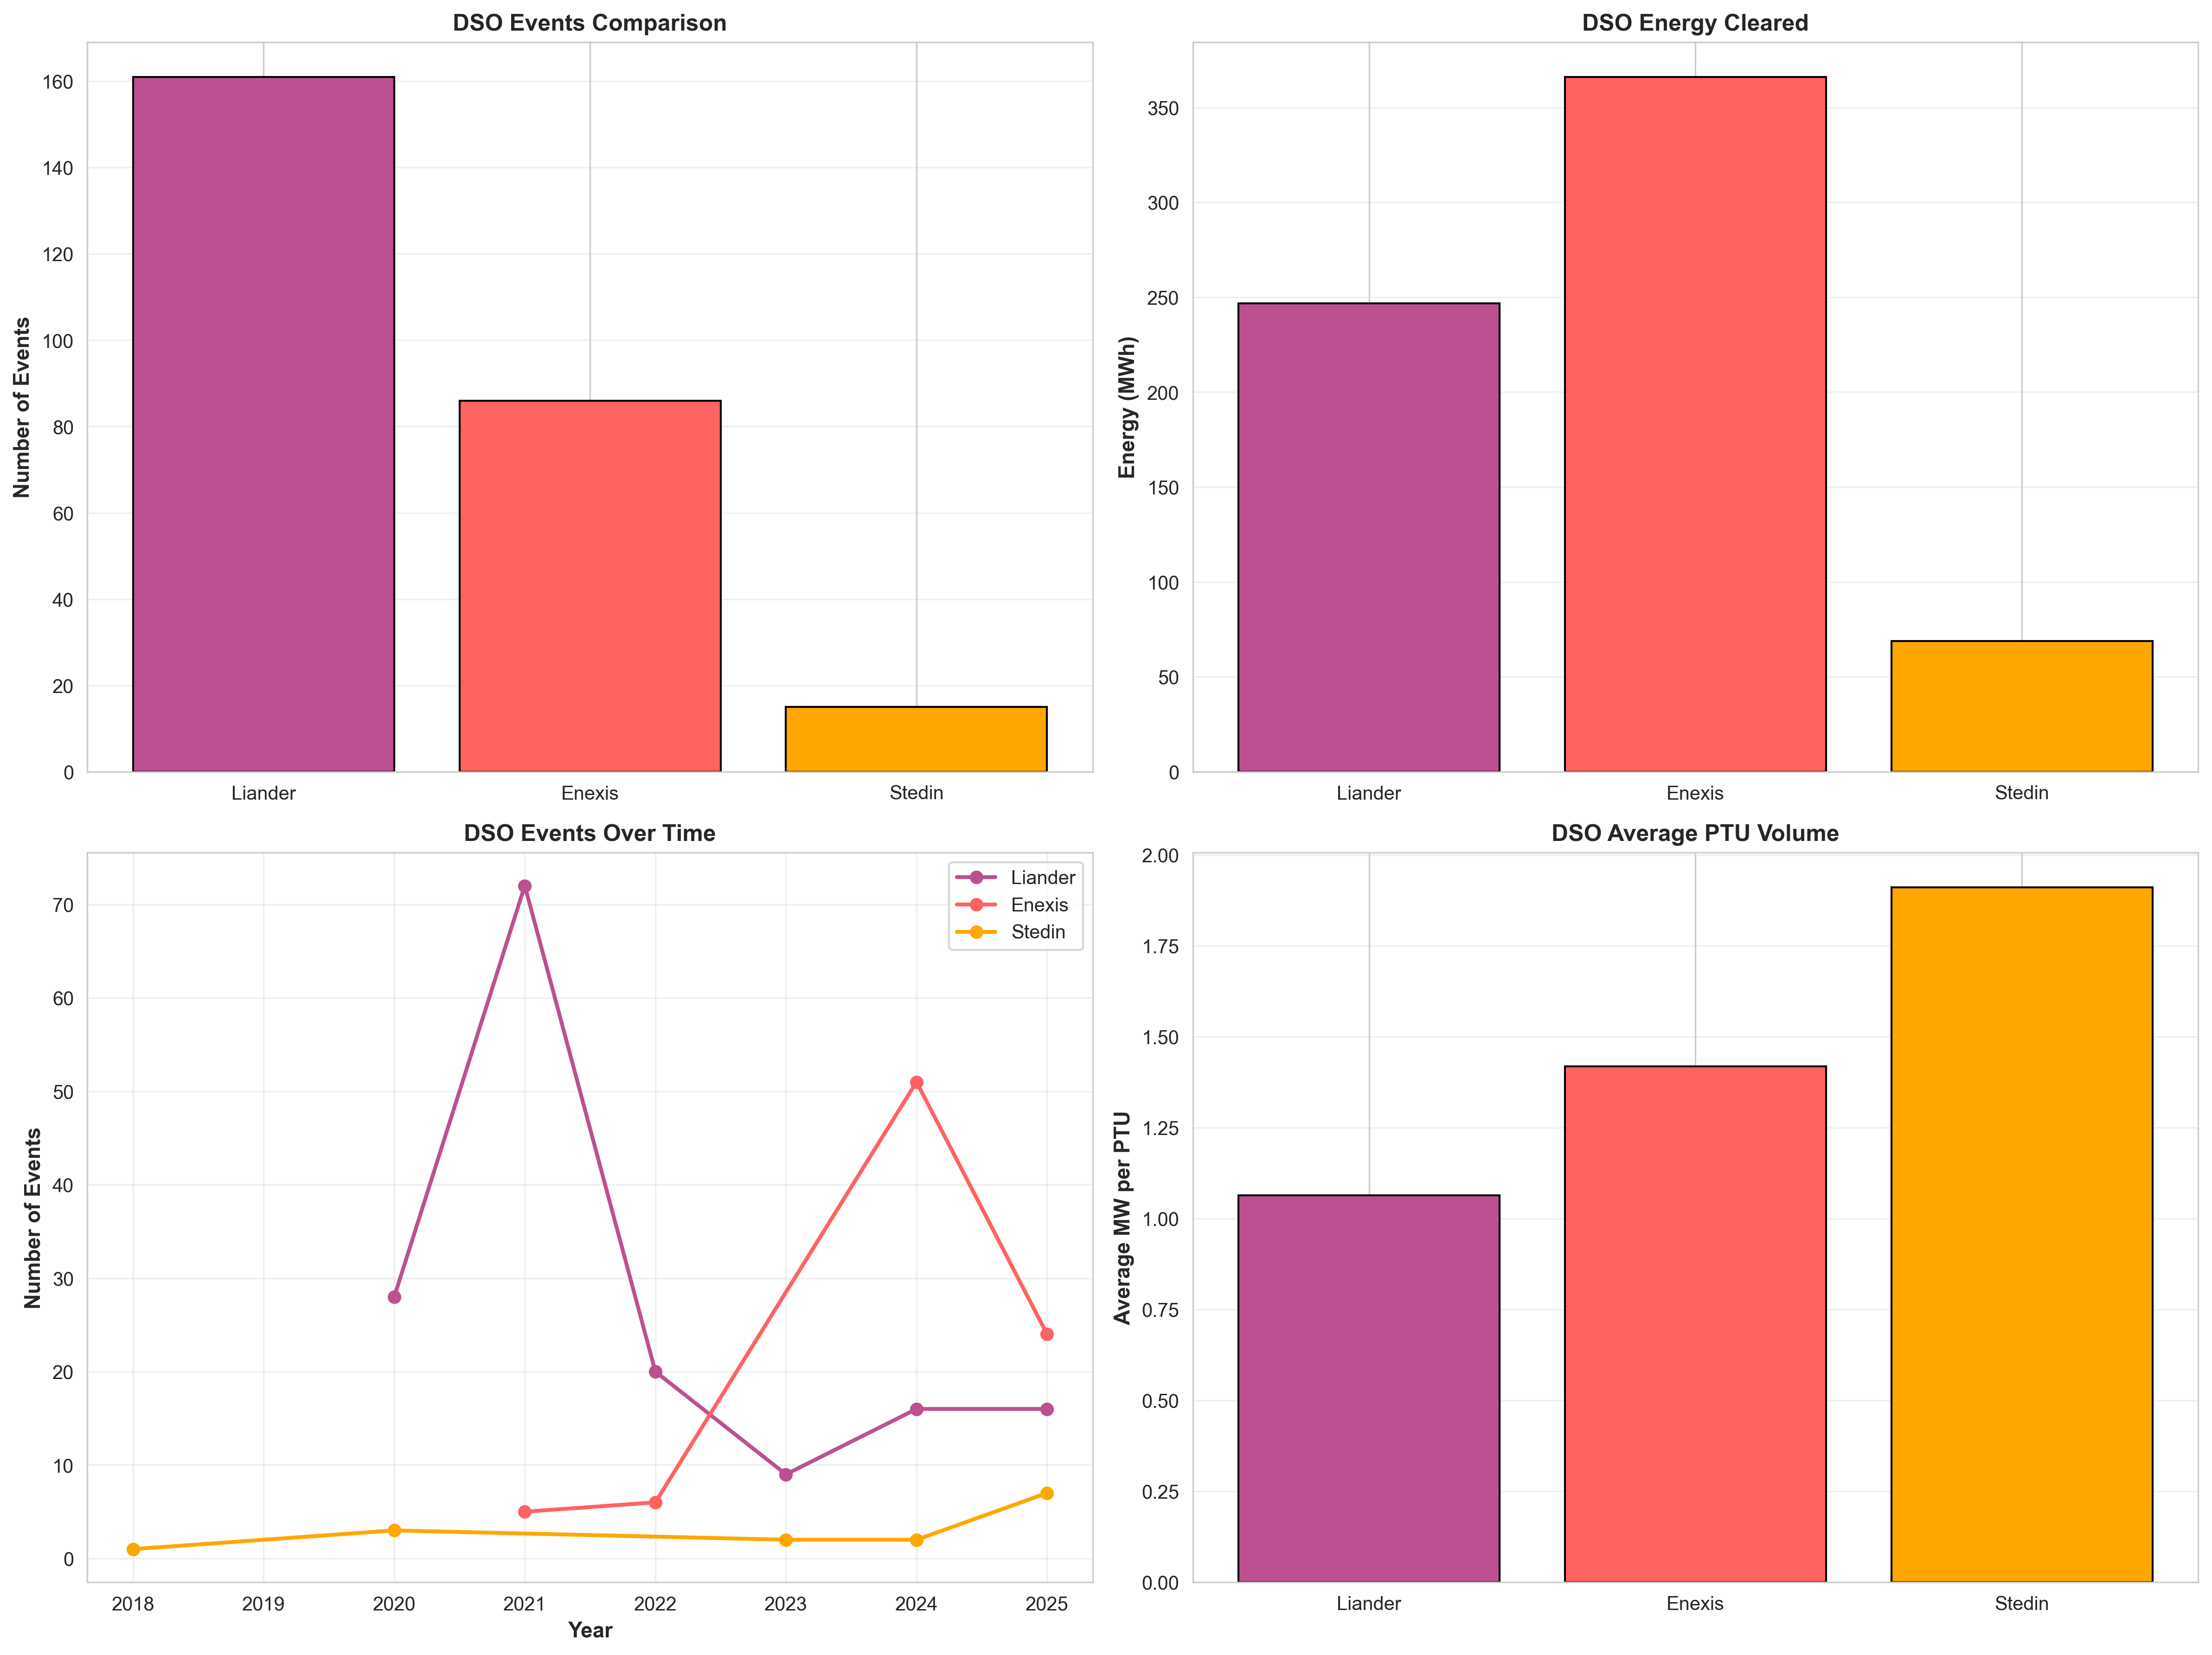 DSO Events Comparison
Number of Events
160
140
120
100
80
60
40
20
0
Liander
Enexis
Stedin
DSO Energy Cleared
Energy (MWh)
350
300
250
200
150
100
50
0
Liander
Enexis
Stedin
DSO Events Over Time
Number of Events
70
60
50
40
30
20
10
0
Liander
Enexis
Stedin
2018
2019
2020
2021
2022
2023
2024
2025
Year
DSO Average PTU Volume
Average MW per PTU
2.00
1.75
1.50
1.25
1.00
0.75
0.50
0.25
0.00
Liander
Enexis
Stedin